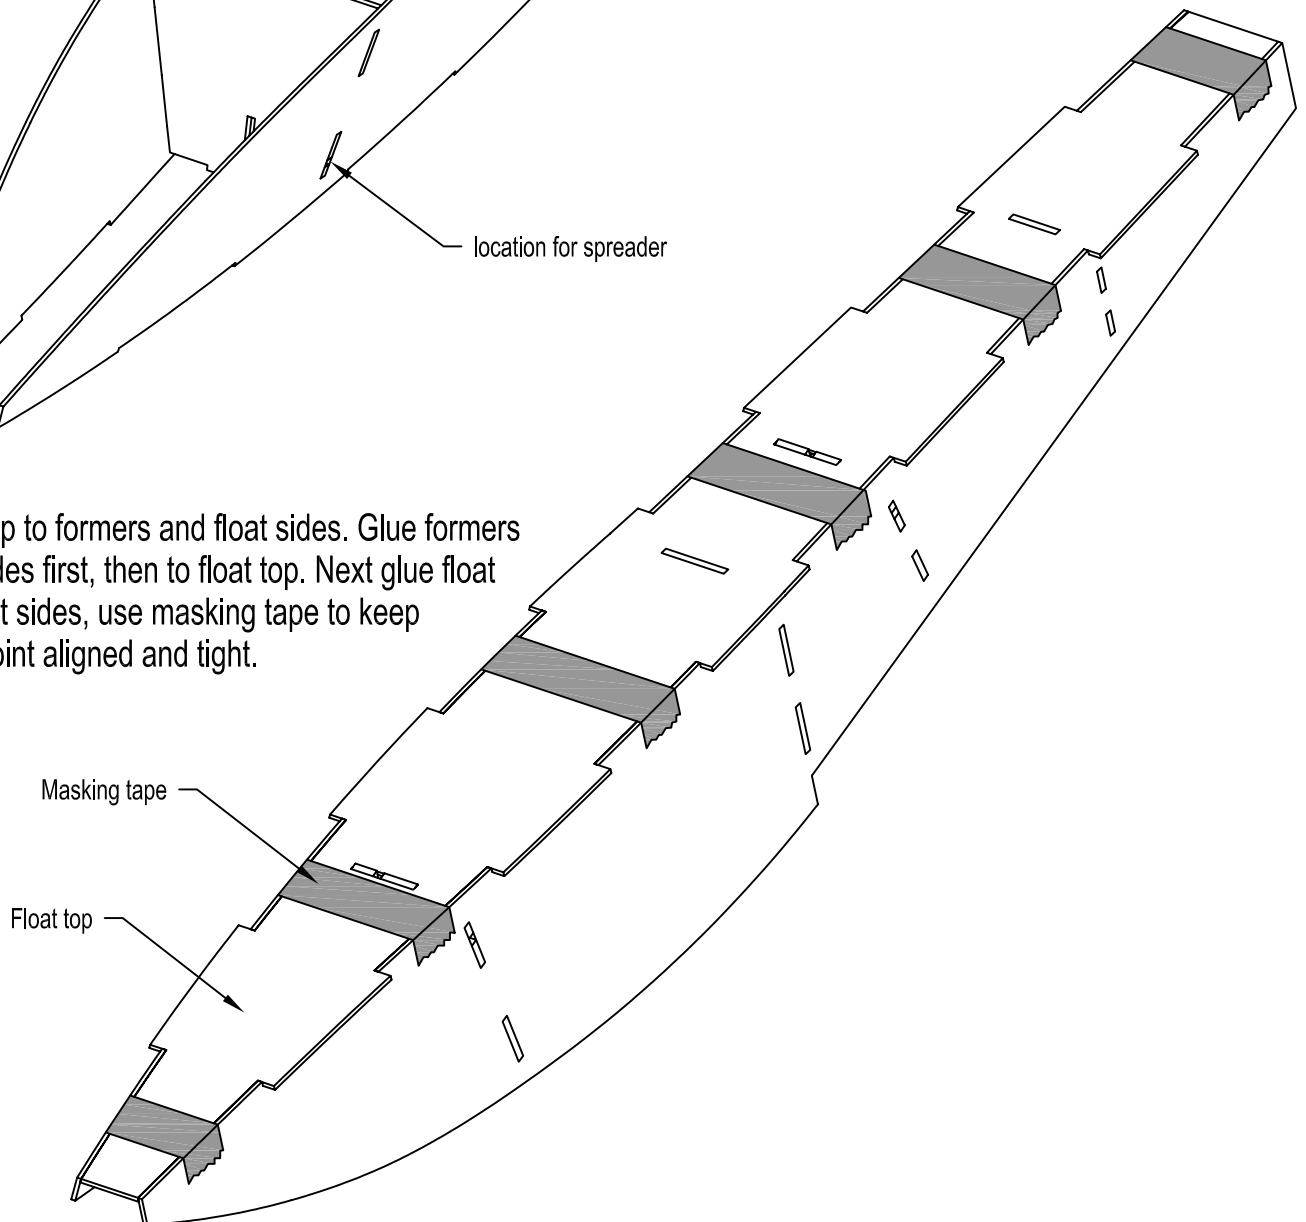 location for spreader
p to formers and float sides. Glue formers
des first, then to float top. Next glue float
t sides, use masking tape to keep
oint aligned and tight.
Masking tape
Float top